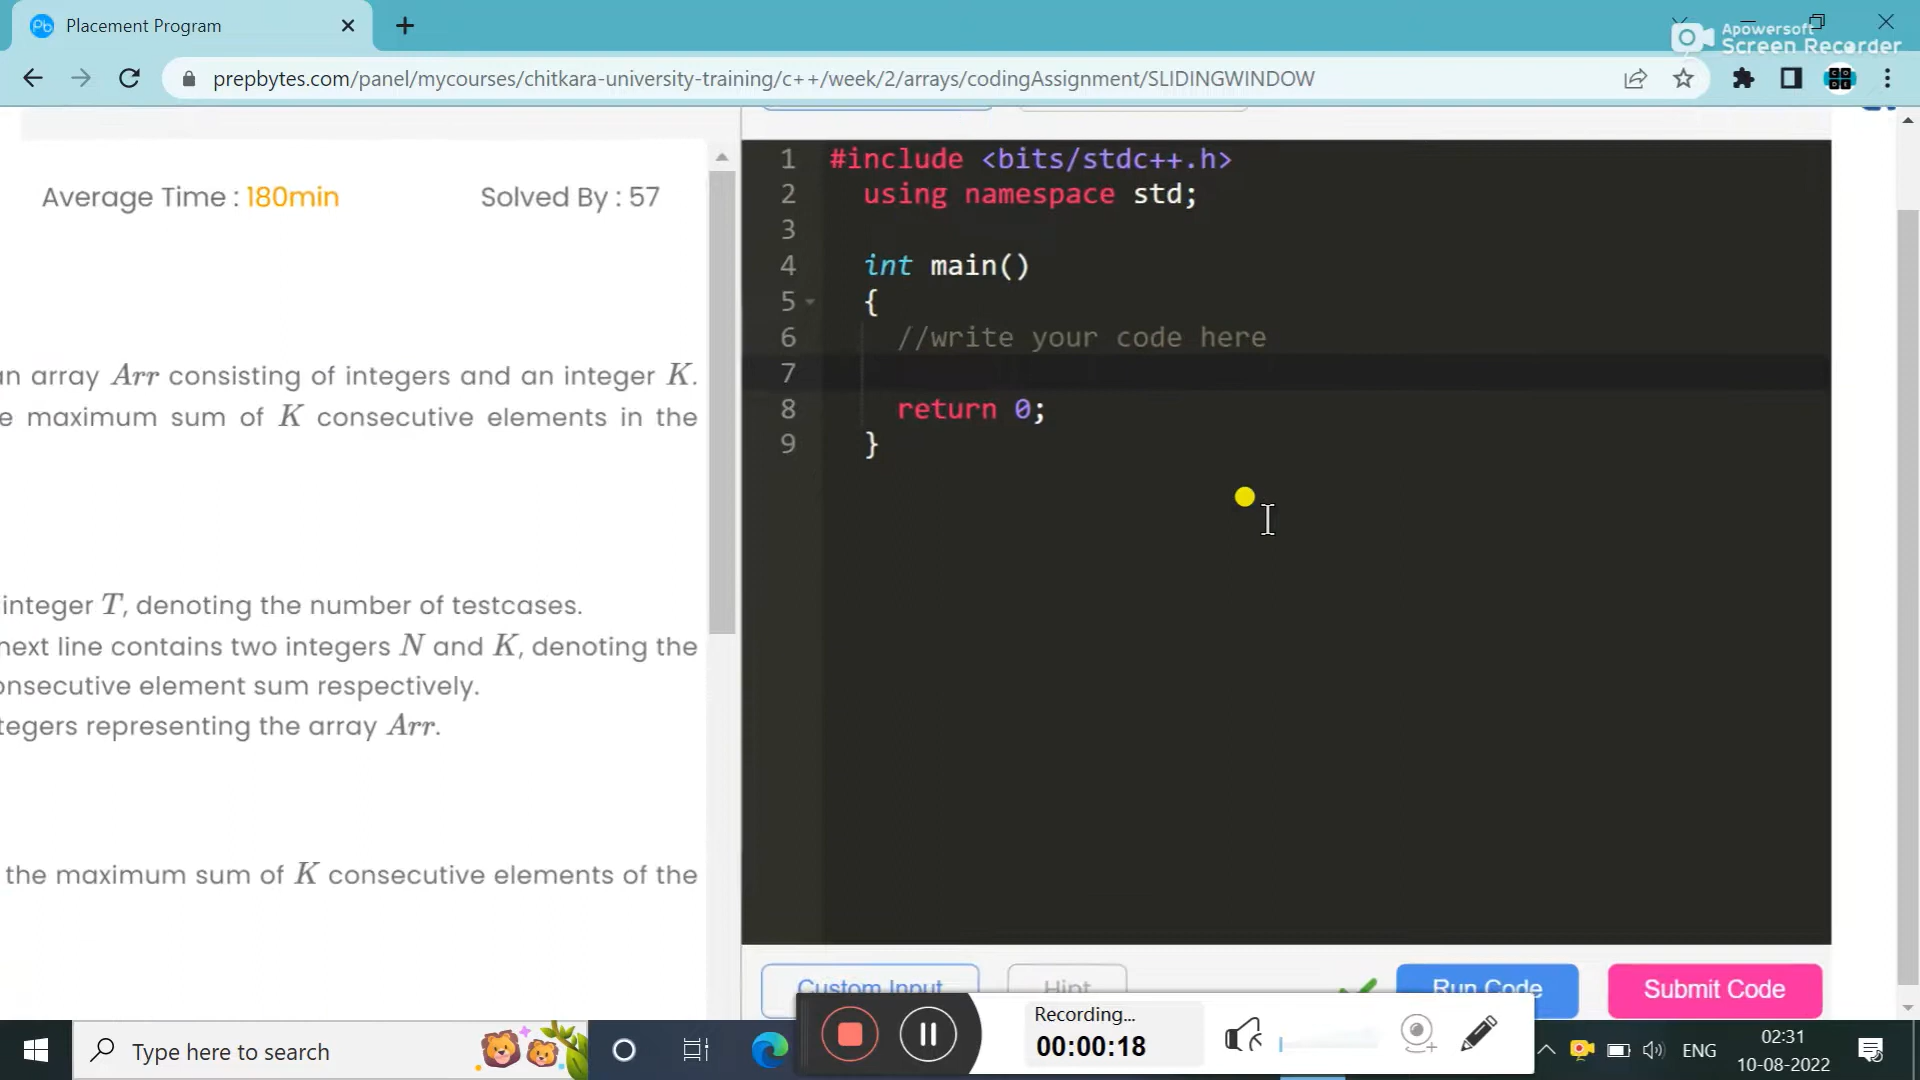 Placement Program
Apowersoft
Screen Recorder
prepbytes.com/panel/mycourses/chitkara-university-training/c++/week/2/arrays/codingAssignment/SLIDINGWINDOW
Average Time : 180min
Solved By : 57
an array Arr consisting of integers and an integer K.
e maximum sum of K consecutive elements in the
integer T, denoting the number of testcases.
next line contains two integers N and K, denoting the
onsecutive element sum respectively.
tegers representing the array Arr.
the maximum sum of K consecutive elements of the
1 #include <bits/stdc++.h>
2 using namespace std;
3
4 int main()
5 {
6 //write your code here
7
8 return 0;
9 }
Custom Input
Hint
Run Code
Submit Code
Recording...
00:00:18
Type here to search
ENG
02:31
10-08-2022